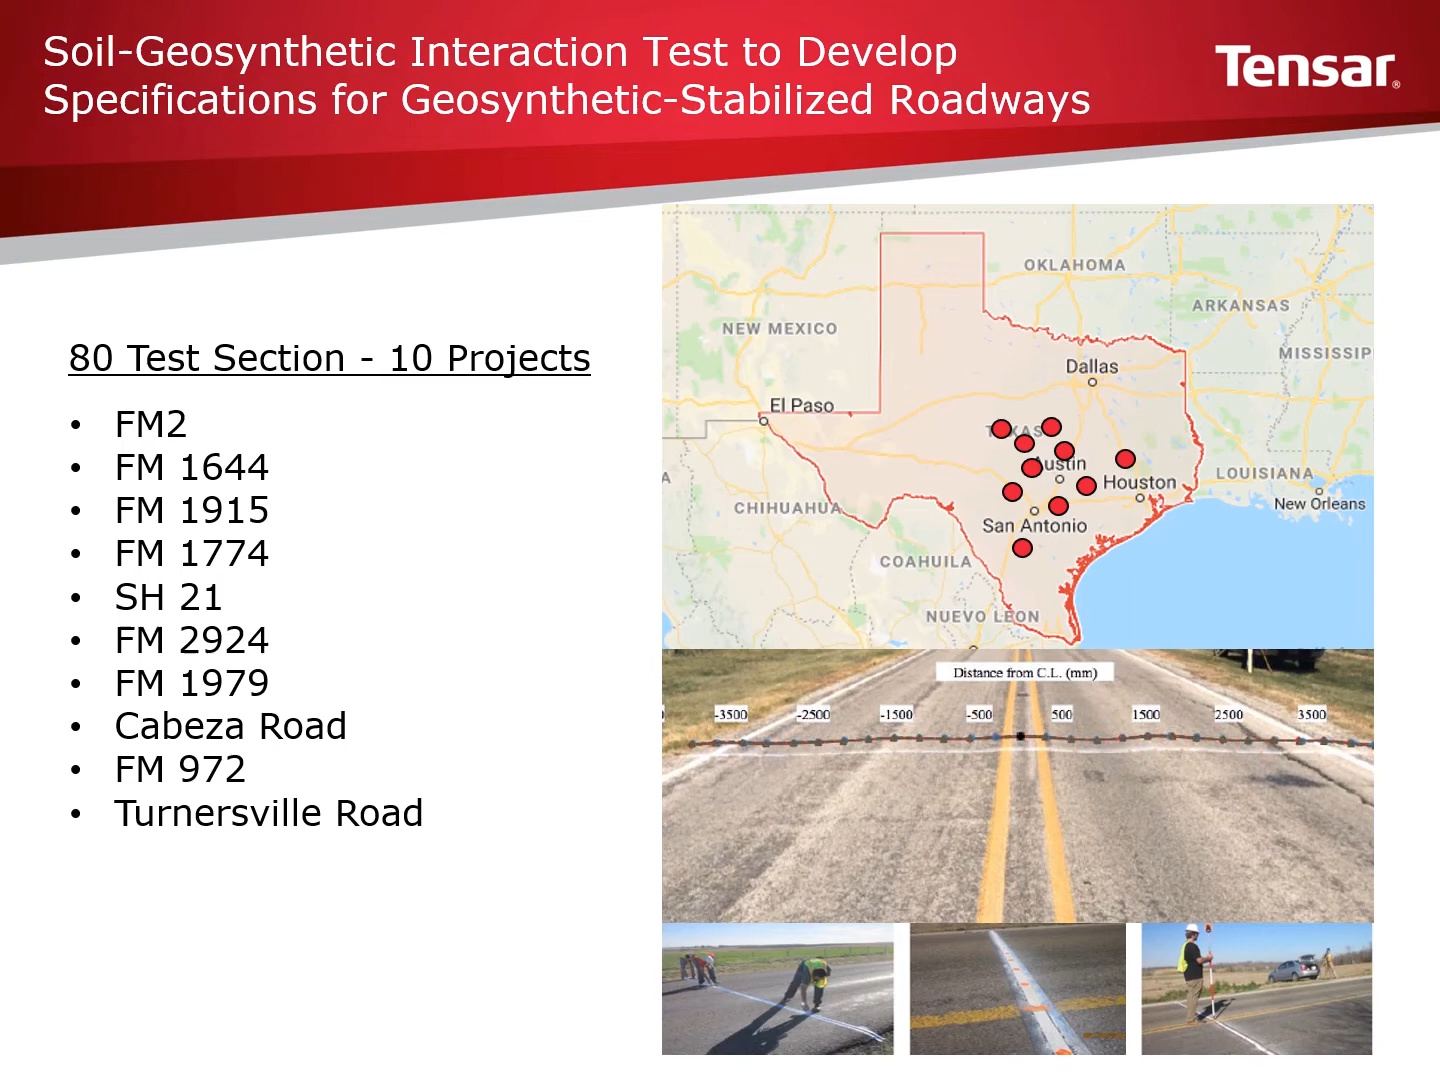 Soil-Geosynthetic Interaction Test to Develop
Specifications for Geosynthetic-Stabilized Roadways
Tensar®
80 Test Section - 10 Projects
• FM2
• FM 1644
• FM 1915
• FM 1774
• SH 21
• FM 2924
• FM 1979
• Cabeza Road
• FM 972
• Turnersville Road
OKLAHOMA
ARKANSAS
NEW MEXICO
MISSISSIP
Dallas
El Paso
Austin
LOUISIANA
Houston
New Orleans
CHIHUAHUA
San Antonio
COAHUILA
NUEVO LEON
Distance from C.L. (mm)
-3500 -2500 -1500 -500 500 1500 2500 3500